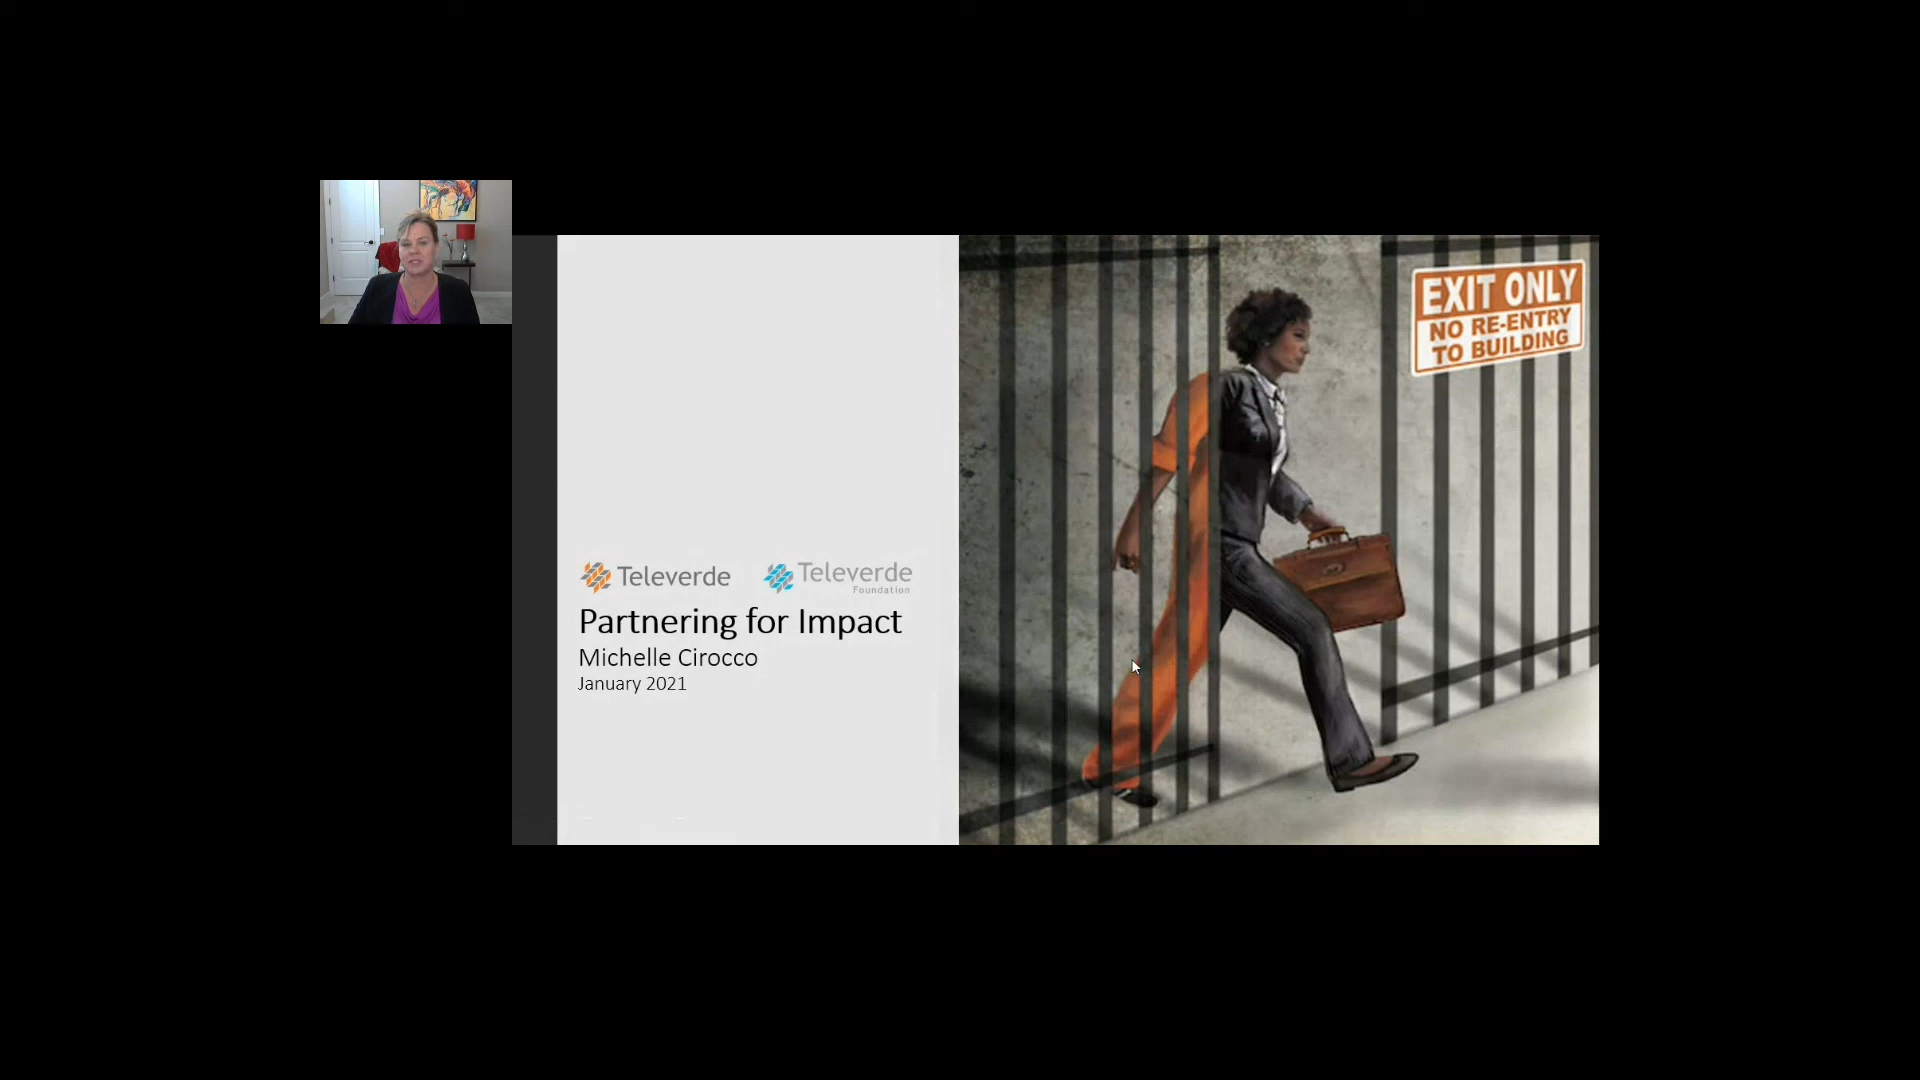 Televerde
Televerde
Foundation
Partnering for Impact
Michelle Cirocco
January 2021
EXIT ONLY
NO RE-ENTRY
TO BUILDING